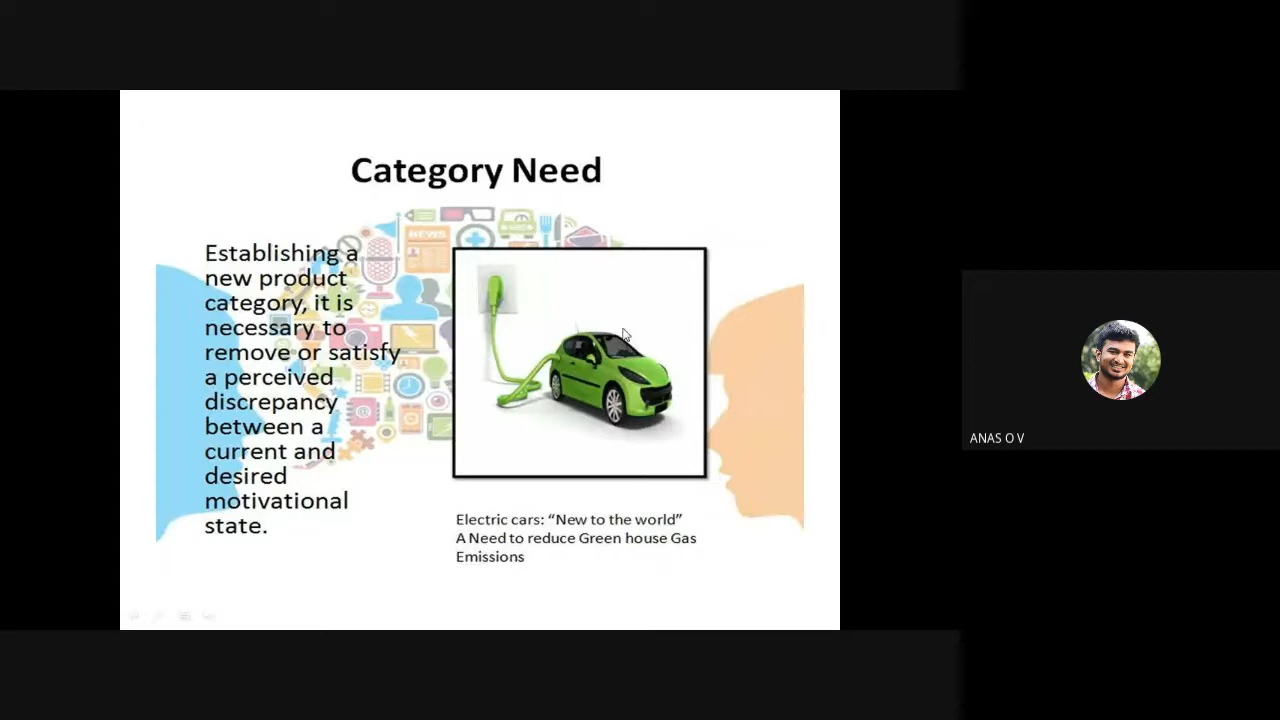 Category Need
Establishing a
new product
category, it is
necessary to
remove or satisfy
a perceived
discrepancy
between a
current and
desired
motivational
state.
NEWS
Electric cars: “New to the world”
A Need to reduce Green house Gas
Emissions
ANAS O V